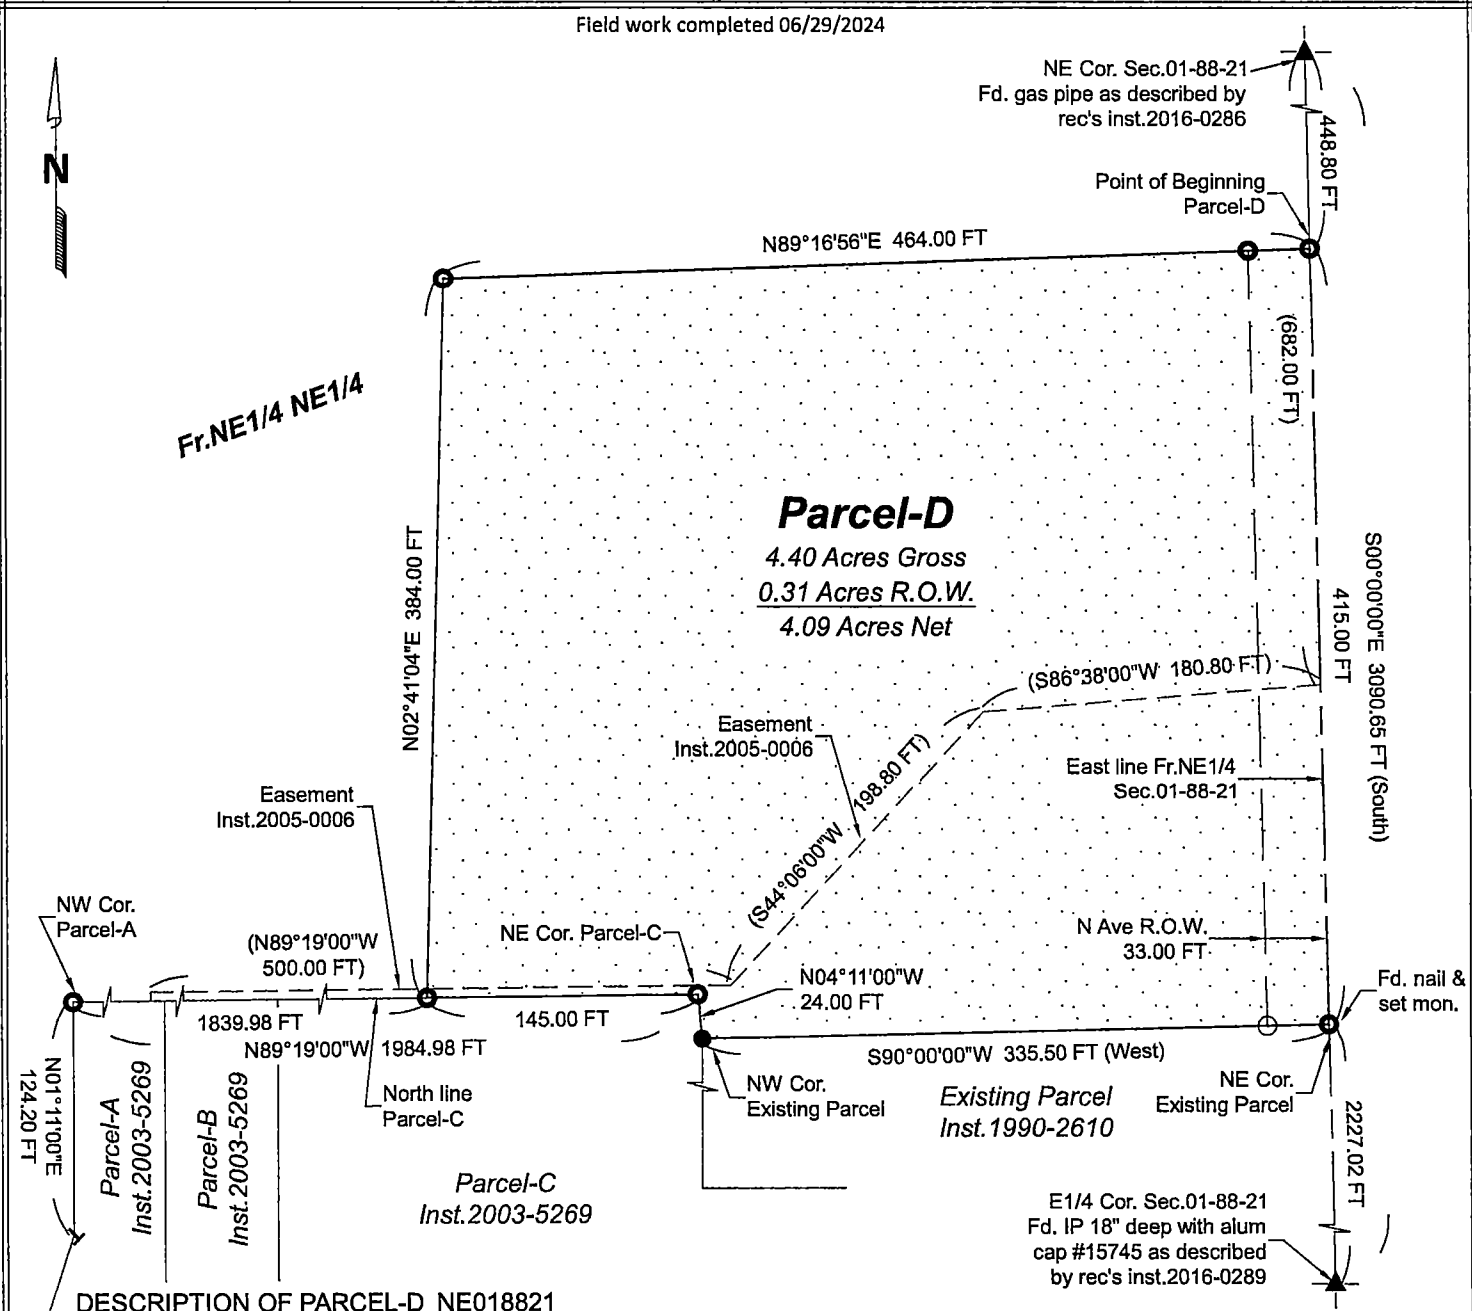 Field work completed 06/29/2024
NE Cor. Sec.01-88-21
Fd. gas pipe as described by
rec's inst.2016-0286
448.80 FT
N
Point of Beginning
Parcel-D
N89°16'56"E 464.00 FT
(682.00 FT)
Fr.NE1/4 NE1/4
Parcel-D
4.40 Acres Gross
0.31 Acres R.O.W.
4.09 Acres Net
N02°41'04"E 384.00 FT
S00°00'00"E 3090.65 FT (South)
415.00 FT
(S86°38'00"W 180.80 FT)
Easement
Inst.2005-0006
(S44°06'00"W 198.80 FT)
East line Fr.NE1/4
Sec.01-88-21
Easement
Inst.2005-0006
NW Cor.
Parcel-A
(N89°19'00"W
500.00 FT)
NE Cor. Parcel-C
N Ave R.O.W.
33.00 FT
N04°11'00"W
24.00 FT
Fd. nail &
set mon.
1839.98 FT
145.00 FT
N89°19'00"W 1984.98 FT
S90°00'00"W 335.50 FT (West)
N01°11'00"E
124.20 FT
Parcel-A
Inst.2003-5269
Parcel-B
Inst.2003-5269
North line
Parcel-C
NW Cor.
Existing Parcel
Existing Parcel
Inst.1990-2610
NE Cor.
Existing Parcel
2227.02 FT
Parcel-C
Inst.2003-5269
E1/4 Cor. Sec.01-88-21
Fd. IP 18" deep with alum
cap #15745 as described
by rec's inst.2016-0289
DESCRIPTION OF PARCEL-D NE018821